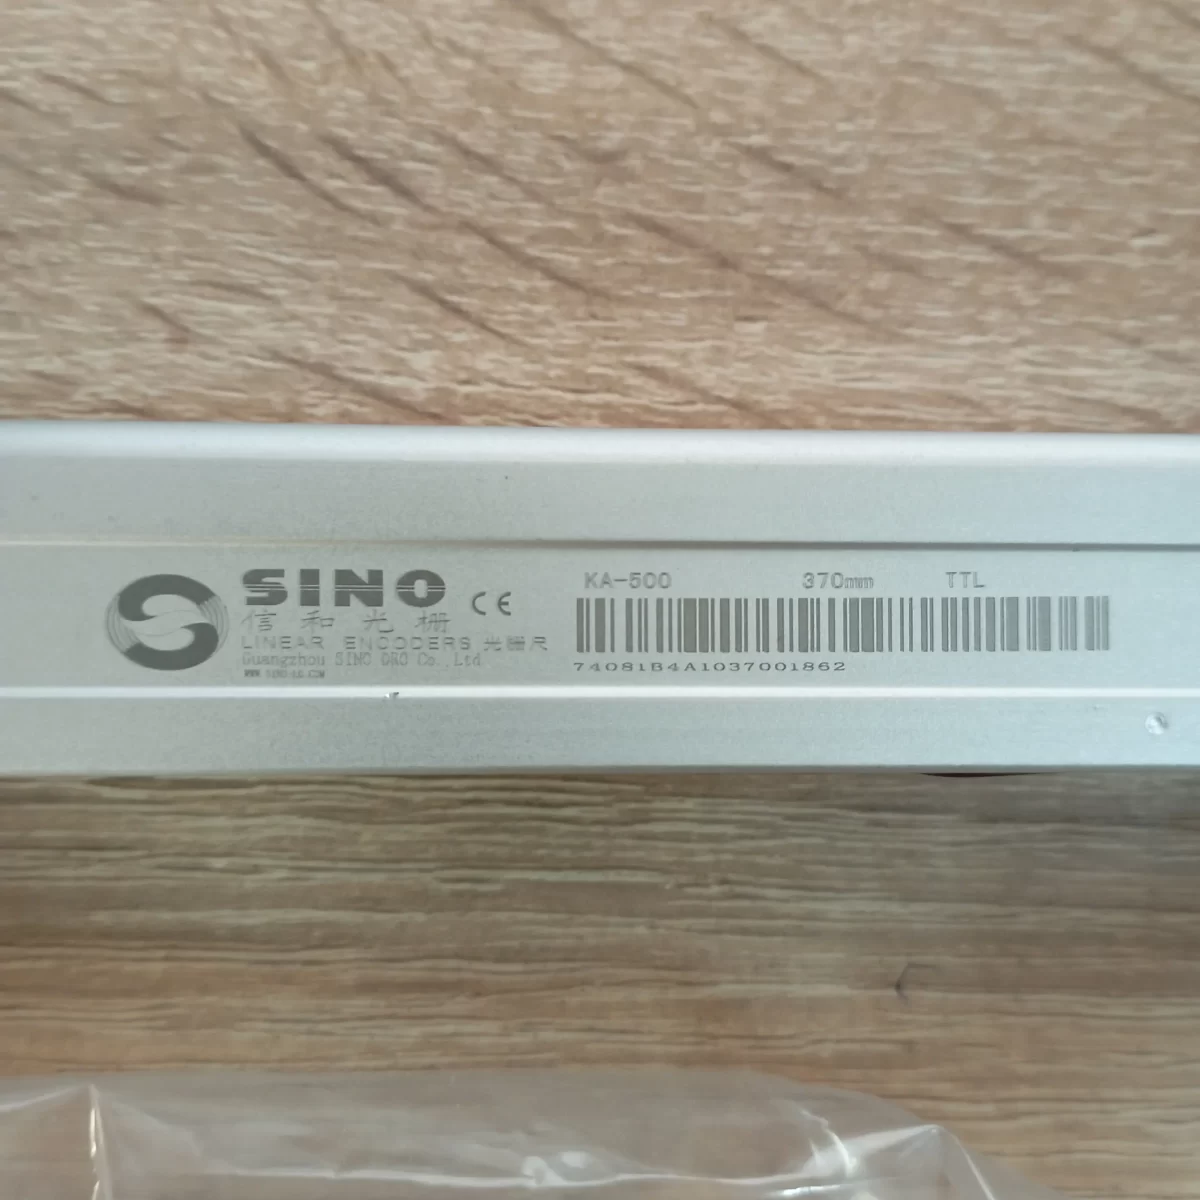 SINO
信和光栅
CE
LINEAR ENCODERS 光栅尺
Guangzhou SINO DRO Co.,Ltd
KA-500 370mm TTL
74081B4A1037001862